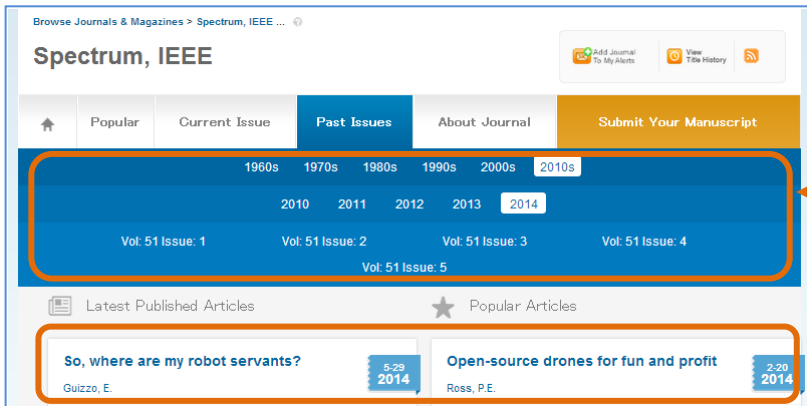 Browse Journals & Magazines > Spectrum, IEEE ...
Spectrum, IEEE
Add Journal
To My Alerts
View
Title History
Popular
Current Issue
Past Issues
About Journal
Submit Your Manuscript
1960s 1970s 1980s 1990s 2000s 2010s
2010 2011 2012 2013 2014
Vol: 51 Issue: 1 Vol: 51 Issue: 2 Vol: 51 Issue: 3 Vol: 51 Issue: 4
Vol: 51 Issue: 5
Latest Published Articles
Popular Articles
So, where are my robot servants?
5-29
2014
Guizzo, E.
Open-source drones for fun and profit
2-20
2014
Ross, P.E.